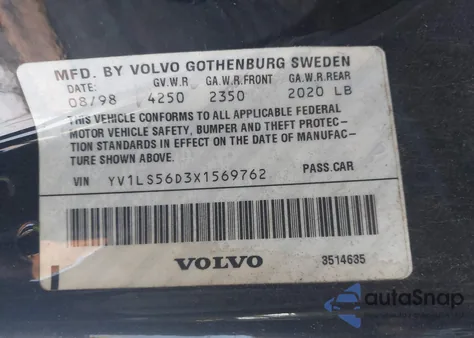 MFD. BY VOLVO GOTHENBURG SWEDEN
DATE: GV.W.R GA.W.R.FRONT GA.W.R.REAR
08/98 4250 2350 2020 LB
THIS VEHICLE CONFORMS TO ALL APPLICABLE FEDERAL
MOTOR VEHICLE SAFETY, BUMPER AND THEFT PROTEC-
TION STANDARDS IN EFFECT ON THE DATE OF MANUFAC-
TURE.
VIN YV1LS56D3X1569762 PASS.CAR
VOLVO 3514635
autoSnap